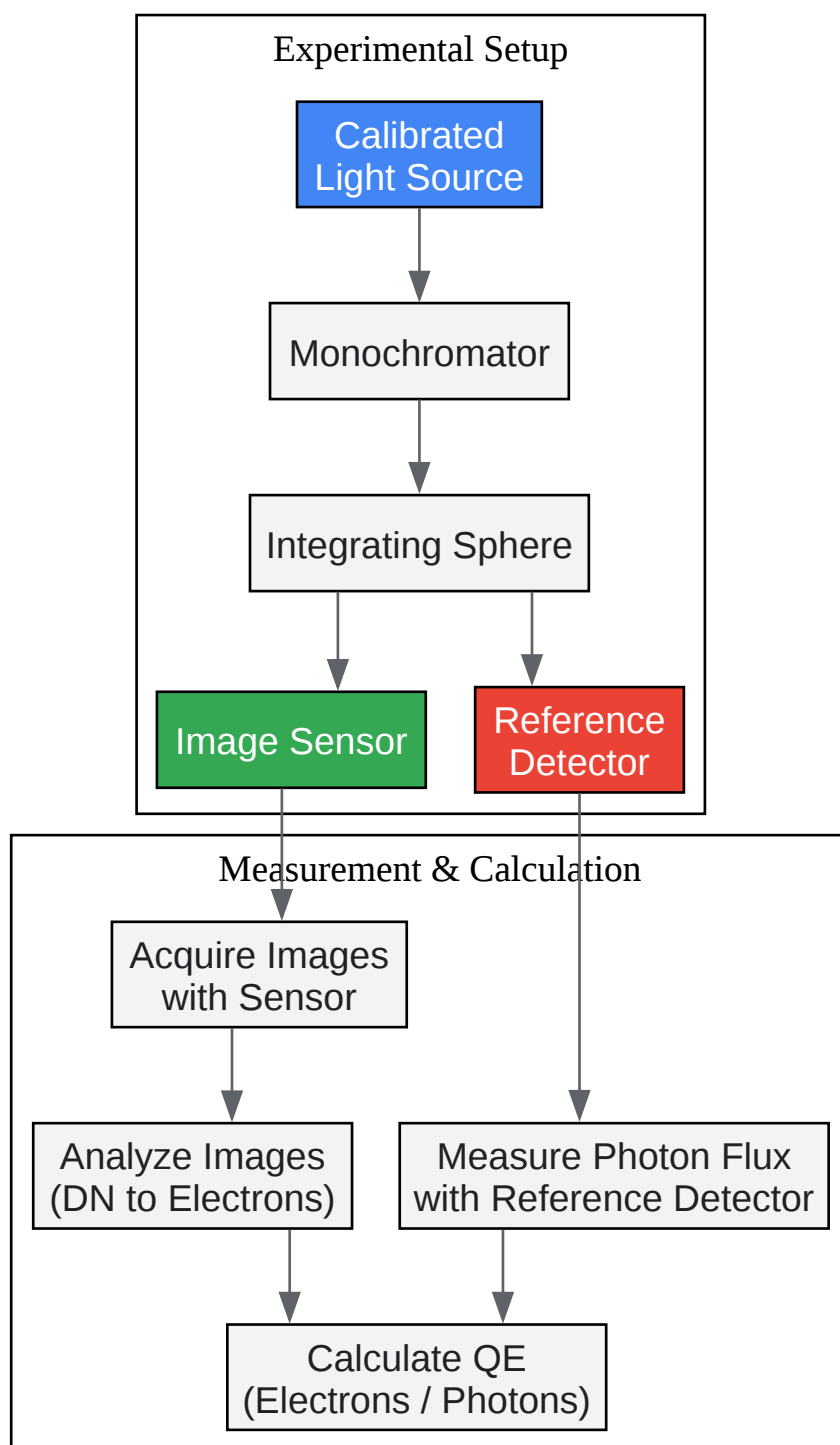 Experimental Setup
Calibrated
Light Source
Monochromator
Integrating Sphere
Image Sensor
Reference
Detector
Measurement & Calculation
Acquire Images
with Sensor
Analyze Images
(DN to Electrons)
Measure Photon Flux
with Reference Detector
Calculate QE
(Electrons / Photons)